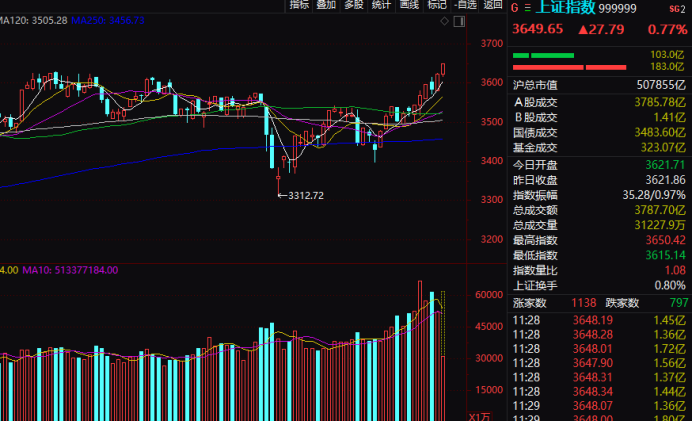 指标 叠加 多股 统计 画线 标记 -自选 返回
G 上证指数 999999 SG2
MA120: 3505.28 MA250: 3456.73
3649.65 ▲27.79 0.77%
3700
3600
3500
3400
3300
3200
←3312.72
103.0亿
183.0亿
沪总市值 507855亿
A股成交 3785.78亿
B股成交 1.41亿
国债成交 3483.60亿
基金成交 323.07亿
今日开盘 3621.71
昨日收盘 3621.86
指数振幅 35.28/0.97%
总成交额 3787.70亿
总成交量 31227.9万
最高指数 3650.42
最低指数 3615.14
指数量比 1.08
上证换手 0.80%
涨家数 1138 跌家数 797
4.00 MA10: 513377184.00
60000
45000
30000
15000
X1万
11:28 3648.19 1.45亿
11:28 3648.28 1.36亿
11:28 3648.01 1.72亿
11:28 3647.90 1.56亿
11:28 3648.31 1.37亿
11:28 3648.34 1.44亿
11:29 3648.07 1.36亿
11:29 3648.00 1.80亿